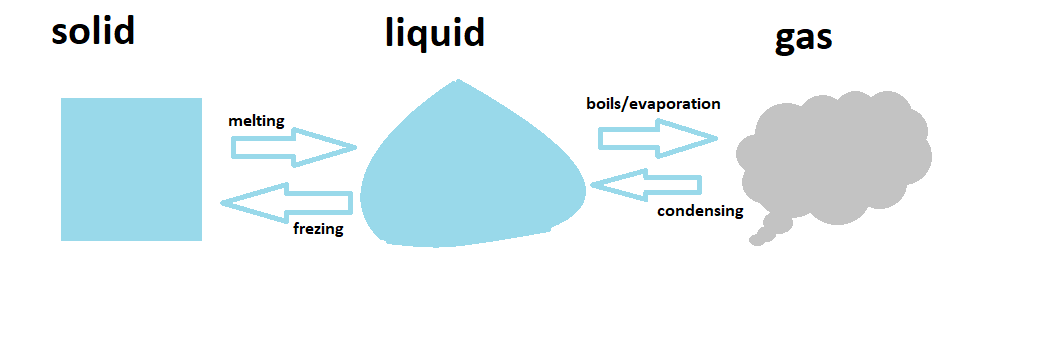 solid
liquid
gas
melting
boils/evaporation
frezing
condensing